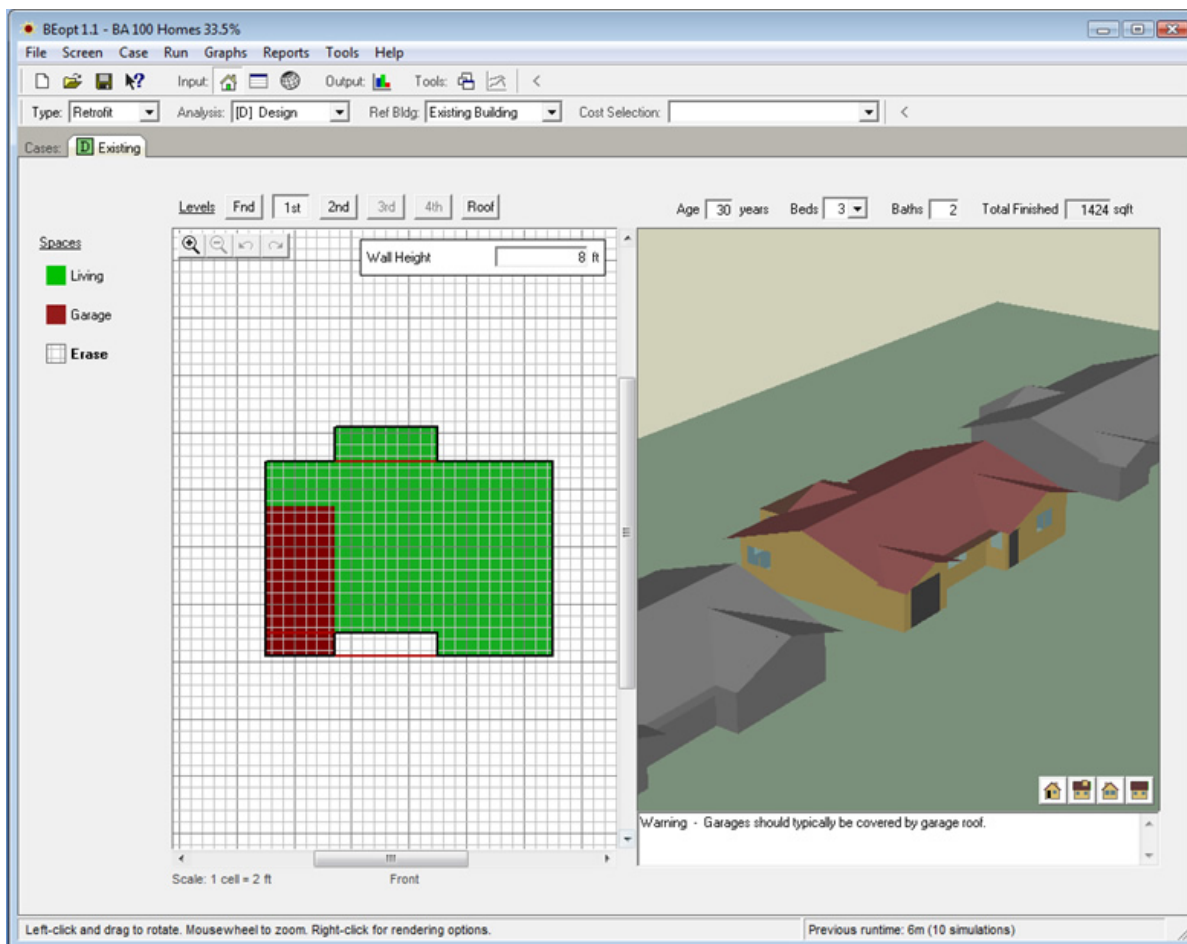 BEopt 1.1 - BA 100 Homes 33.5%
File Screen Case Run Graphs Reports Tools Help
Input: Output: Tools: <
Type: Retrofit Analysis: [D] Design Ref Bldg: Existing Building Cost Selection: <
Cases: D Existing
Levels Fnd 1st 2nd 3rd 4th Roof Age 30 years Beds 3 Baths 2 Total Finished 1424 sqft
Spaces
Living
Garage
Erase
Wall Height 8 ft
Warning - Garages should typically be covered by garage roof.
Scale: 1 cell = 2 ft Front
Left-click and drag to rotate. Mousewheel to zoom. Right-click for rendering options. Previous runtime: 6m (10 simulations)